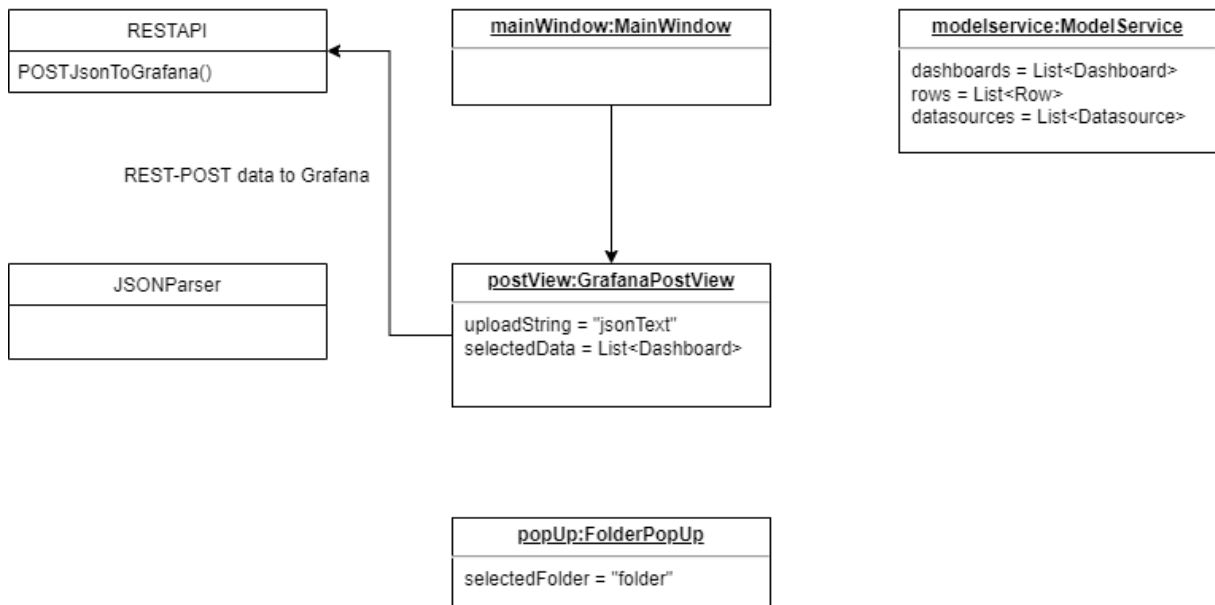 RESTAPI
POSTJsonToGrafana()
mainWindow:MainWindow
modelservice:ModelService
dashboards = List<Dashboard>
rows = List<Row>
datasources = List<Datasource>
REST-POST data to Grafana
JSONParser
postView:GrafanaPostView
uploadString = "jsonText"
selectedData = List<Dashboard>
popUp:FolderPopUp
selectedFolder = "folder"